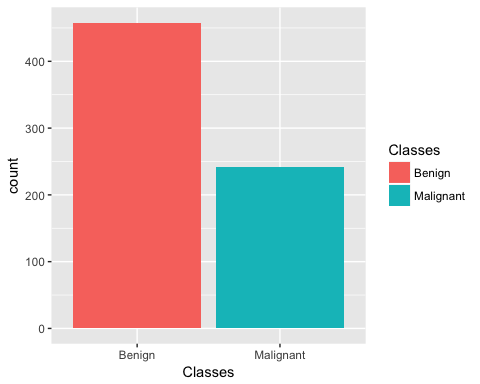 count
400
300
200
100
0
Benign Malignant
Classes
Classes
Benign
Malignant